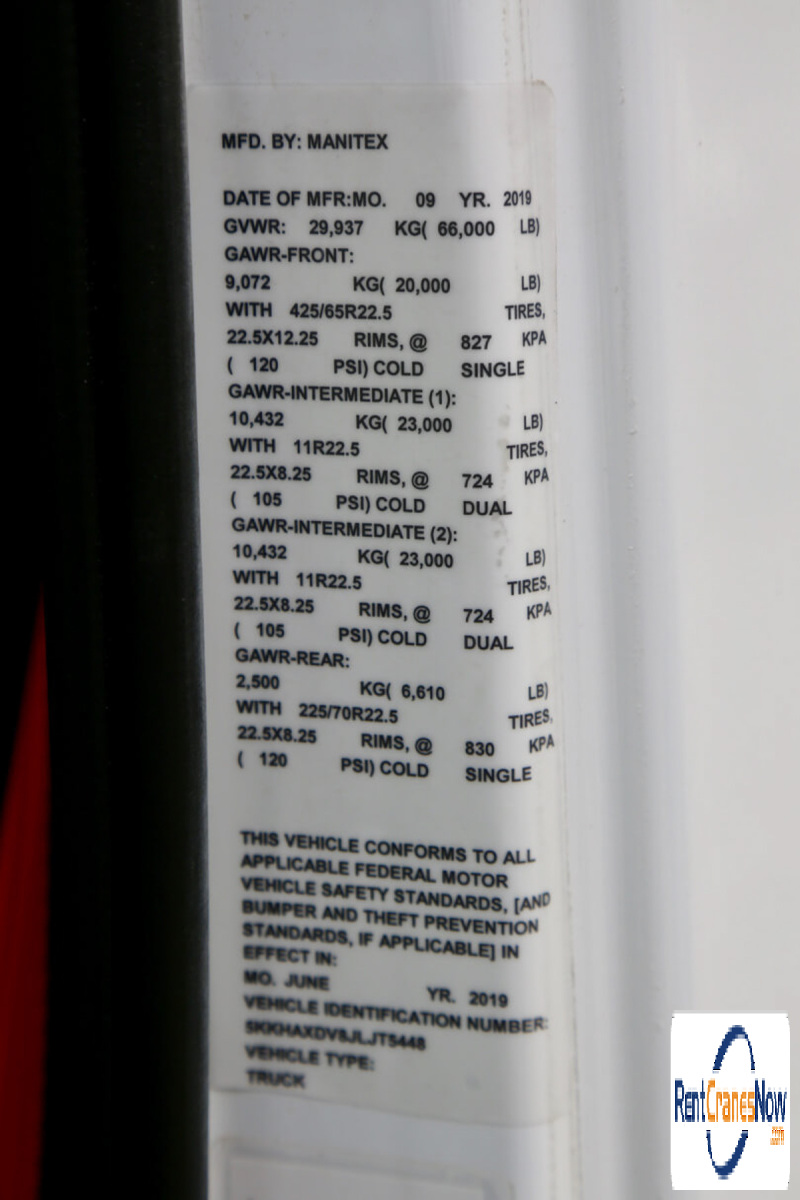 MFD. BY: MANITEX
DATE OF MFR:MO. 09 YR. 2019
GVWR: 29,937 KG( 66,000 LB)
GAWR-FRONT:
9,072 KG( 20,000 LB)
WITH 425/65R22.5 TIRES,
22.5X12.25 RIMS, @ 827 KPA
( 120 PSI) COLD SINGLE
GAWR-INTERMEDIATE (1):
10,432 KG( 23,000 LB)
WITH 11R22.5 TIRES,
22.5X8.25 RIMS, @ 724 KPA
( 105 PSI) COLD DUAL
GAWR-INTERMEDIATE (2):
10,432 KG( 23,000 LB)
WITH 11R22.5 TIRES,
22.5X8.25 RIMS, @ 724 KPA
( 105 PSI) COLD DUAL
GAWR-REAR:
2,500 KG( 6,610 LB)
WITH 225/70R22.5 TIRES,
22.5X8.25 RIMS, @ 830 KPA
( 120 PSI) COLD SINGLE
THIS VEHICLE CONFORMS TO ALL
APPLICABLE FEDERAL MOTOR
VEHICLE SAFETY STANDARDS, [AND
BUMPER AND THEFT PREVENTION
STANDARDS, IF APPLICABLE] IN
EFFECT IN:
MO. JUNE YR. 2019
VEHICLE IDENTIFICATION NUMBER:
VEHICLE TYPE:
TRUCK
RentCranesNow
.com